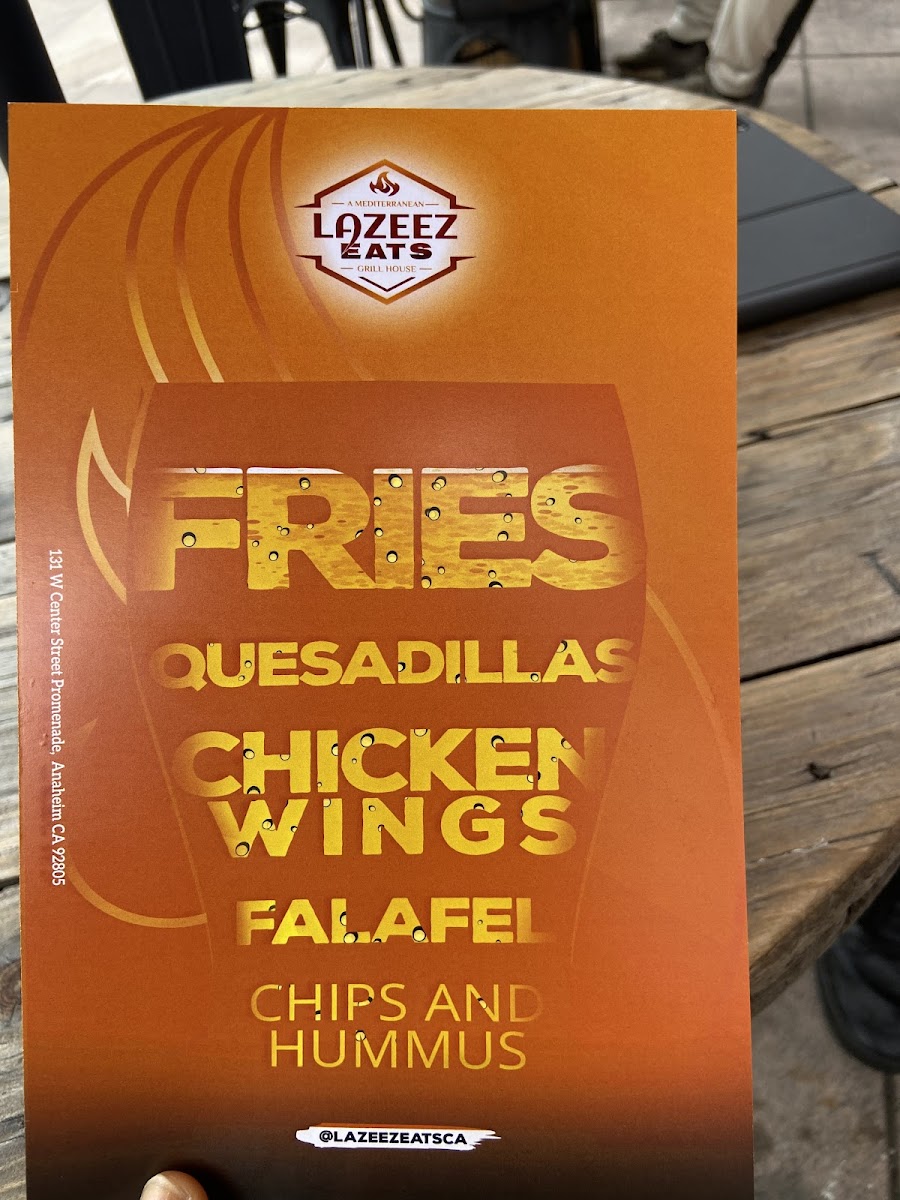 A MEDITERRANEAN
LAZEEZ
EATS
GRILL HOUSE
FRIES
QUESADILLAS
CHICKEN
WINGS
FALAFEL
CHIPS AND
HUMMUS
131 W Center Street Promenade, Anaheim CA 92805
@LAZEEZEATSCA